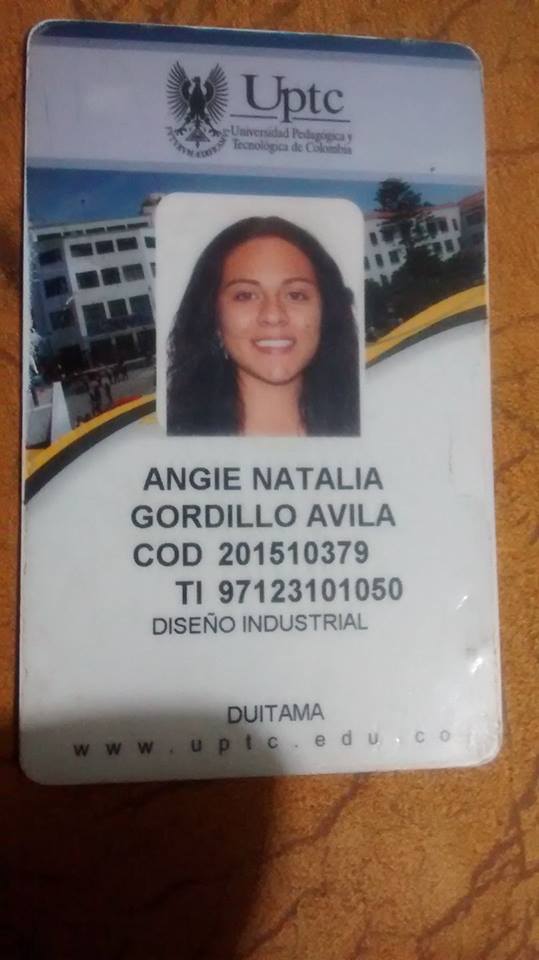 Uptc
Universidad Pedagógica y
Tecnológica de Colombia
ANGIE NATALIA
GORDILLO AVILA
COD 201510379
TI 97123101050
DISEÑO INDUSTRIAL
DUITAMA
www.uptc.edu.co